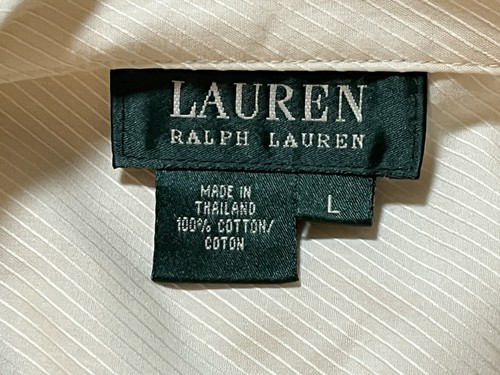 LAUREN
RALPH LAUREN
MADE IN
THAILAND
100% COTTON/
COTON
L